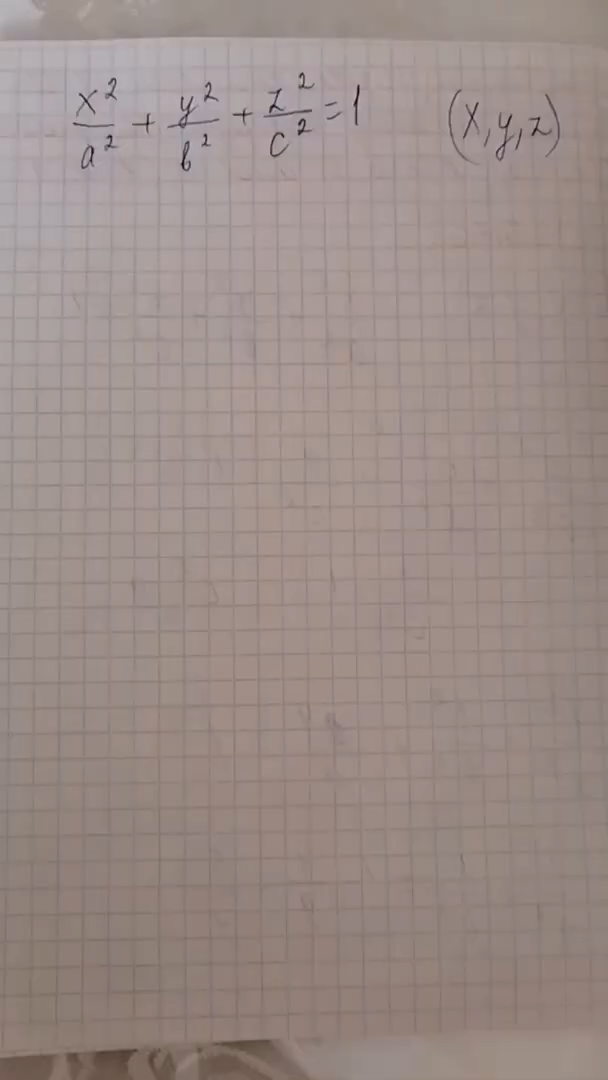 x²/a² + y²/b² + z²/c² = 1 (x, y, z)